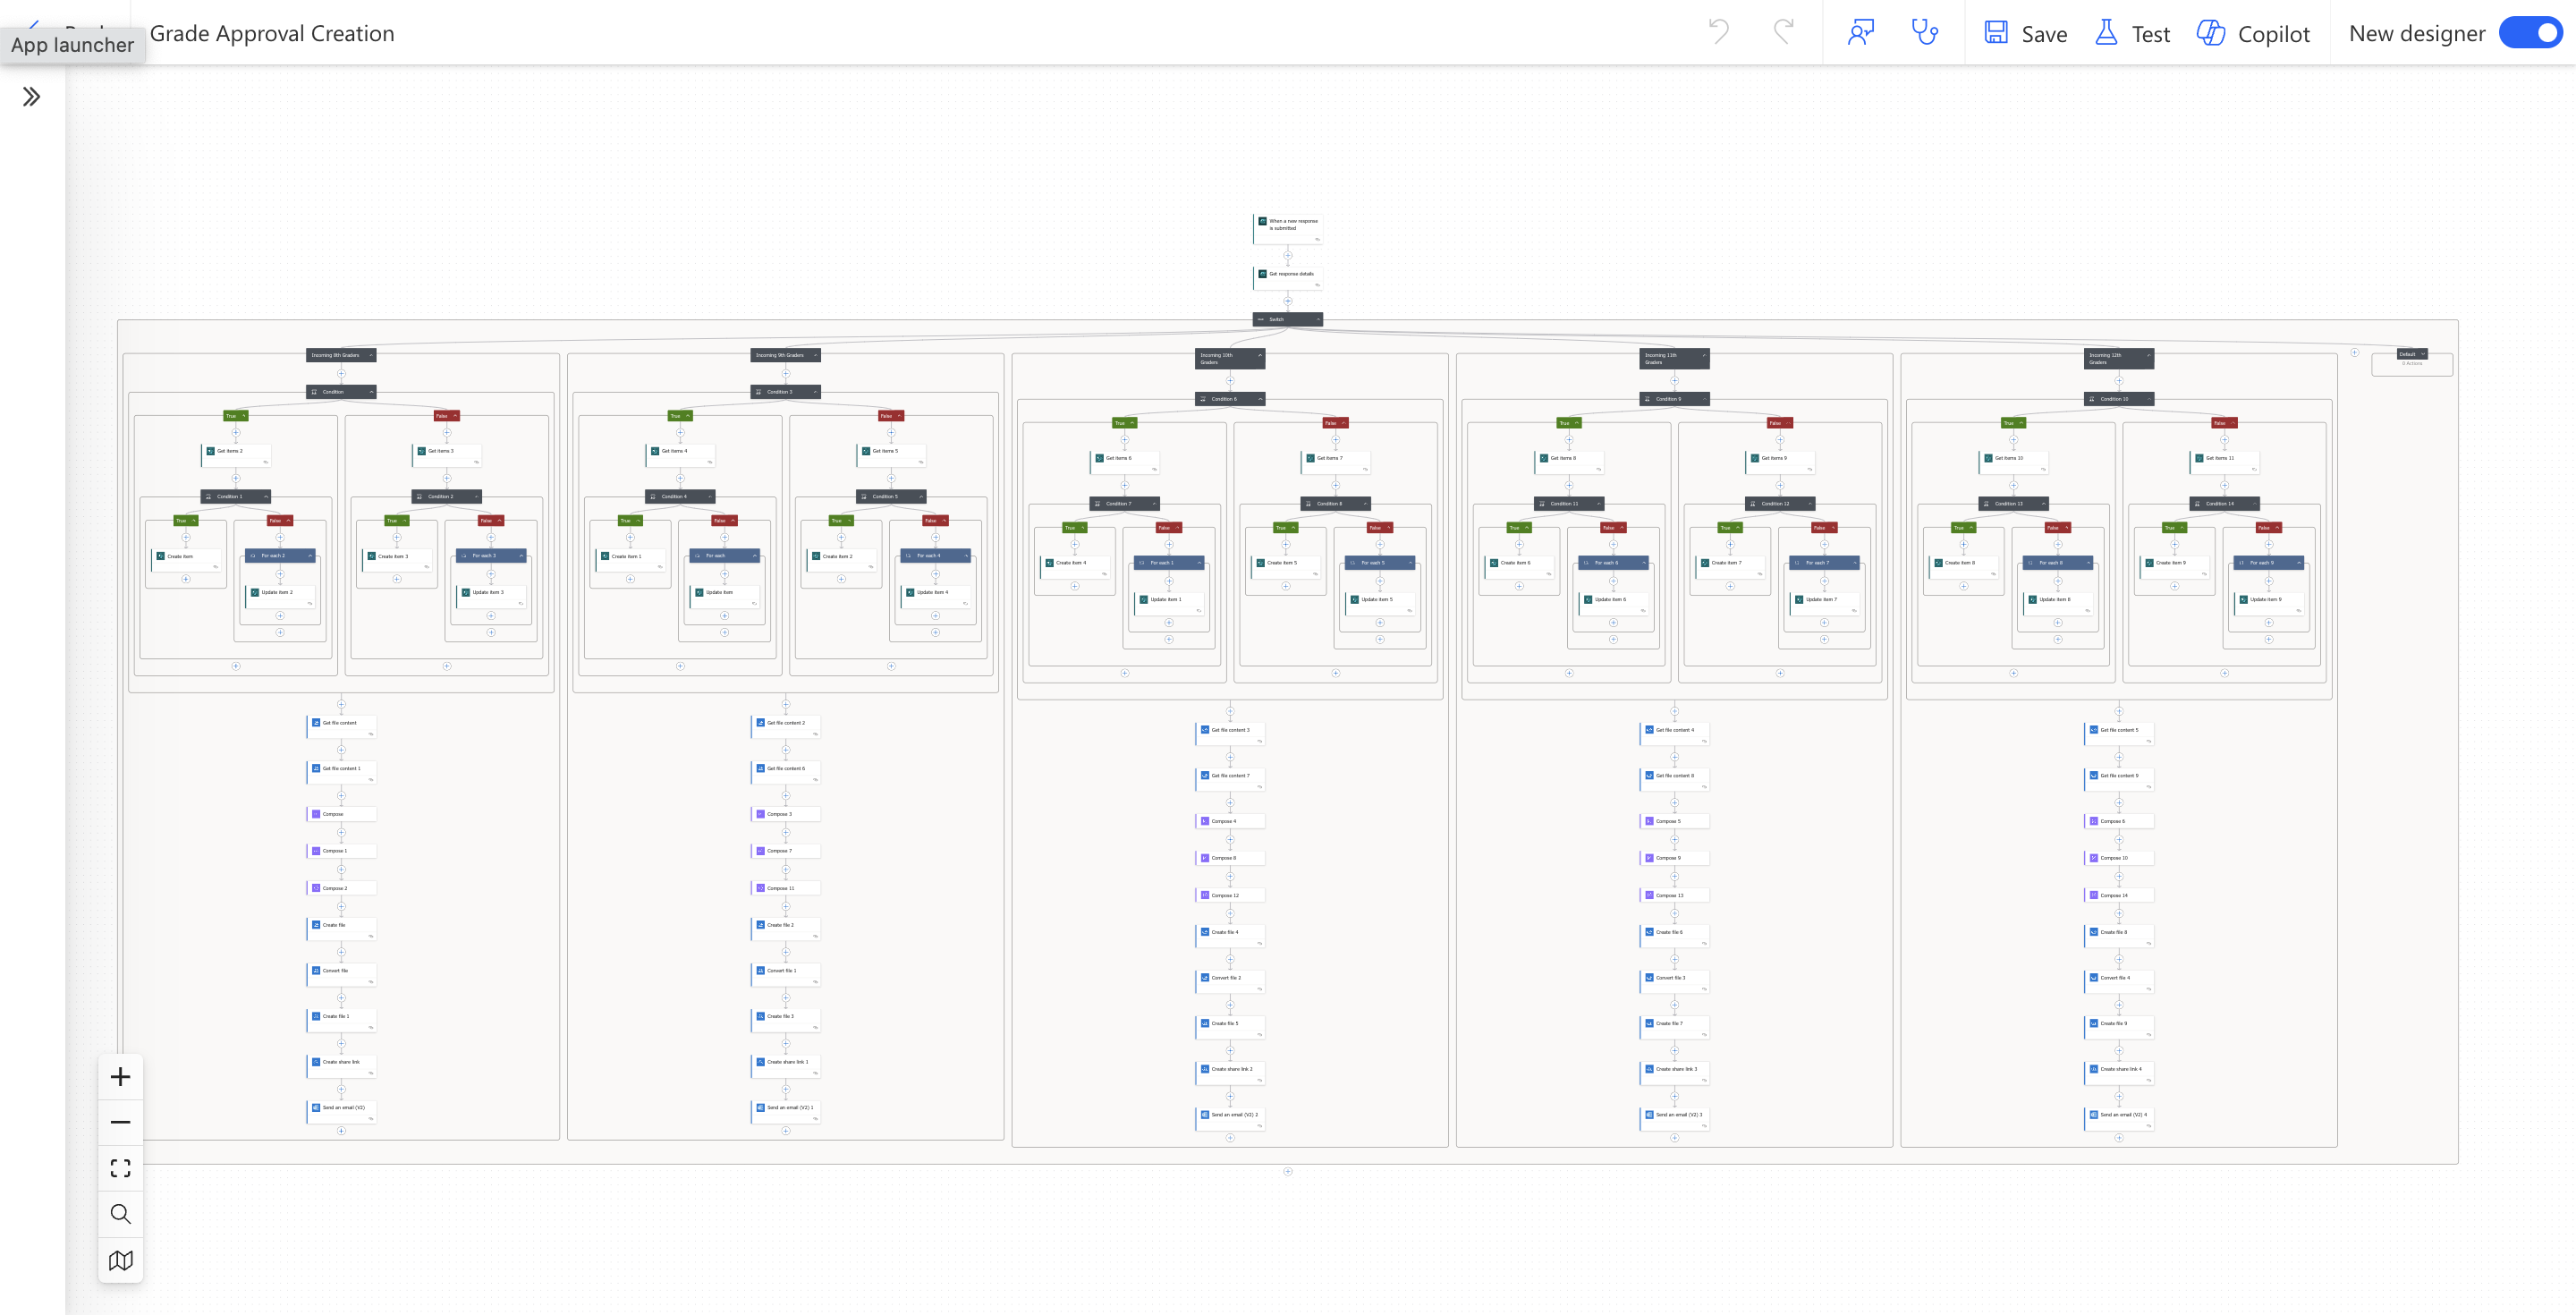 App launcher
Grade Approval Creation
Save
Test
Copilot
New designer
When a new response
is submitted
Get response details
Switch
Incoming 8th Graders
Incoming 9th Graders
Incoming 10th
Graders
Incoming 11th
Graders
Incoming 12th
Graders
Default
0 Actions
Condition
Condition 3
Condition 6
Condition 9
Condition 10
True
False
True
False
True
False
True
False
True
False
Get items 2
Get items 3
Get items 4
Get items 5
Get items 6
Get items 7
Get items 8
Get items 9
Get items 10
Get items 11
Condition 1
Condition 2
Condition 4
Condition 5
Condition 7
Condition 8
Condition 11
Condition 12
Condition 13
Condition 14
True
False
True
False
True
False
True
False
True
False
True
False
True
False
True
False
True
False
True
False
Create item
For each 2
Create item 3
For each 3
Create item 1
For each
Create item 2
For each 4
Create item 4
For each 1
Create item 5
For each 5
Create item 6
For each 6
Create item 7
For each 7
Create item 8
For each 8
Create item 9
For each 9
Update item 2
Update item 3
Update item
Update item 4
Update item 1
Update item 5
Update item 6
Update item 7
Update item 8
Update item 9
Get file content
Get file content 2
Get file content 3
Get file content 4
Get file content 5
Get file content 1
Get file content 6
Get file content 7
Get file content 8
Get file content 9
Compose
Compose 3
Compose 4
Compose 5
Compose 6
Compose 1
Compose 7
Compose 8
Compose 9
Compose 10
Compose 2
Compose 11
Compose 12
Compose 13
Compose 14
Create file
Create file 2
Create file 4
Create file 6
Create file 8
Convert file
Convert file 1
Convert file 2
Convert file 3
Convert file 4
Create file 1
Create file 3
Create file 5
Create file 7
Create file 9
Create share link
Create share link 1
Create share link 2
Create share link 3
Create share link 4
Send an email (V2)
Send an email (V2) 1
Send an email (V2) 2
Send an email (V2) 3
Send an email (V2) 4